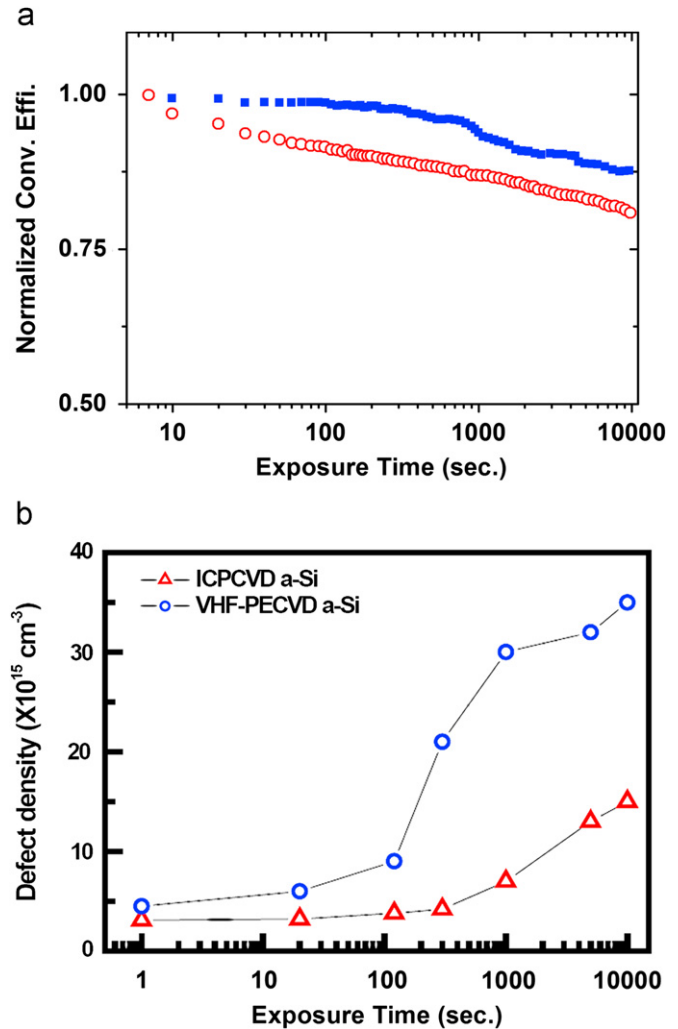 a
Normalized Conv. Effi.
1.00
0.75
0.50
10 100 1000 10000
Exposure Time (sec.)
b
Defect density (X10¹⁵ cm⁻³)
40
30
20
10
0
ICPCVD a-Si
VHF-PECVD a-Si
1 10 100 1000 10000
Exposure Time (sec.)